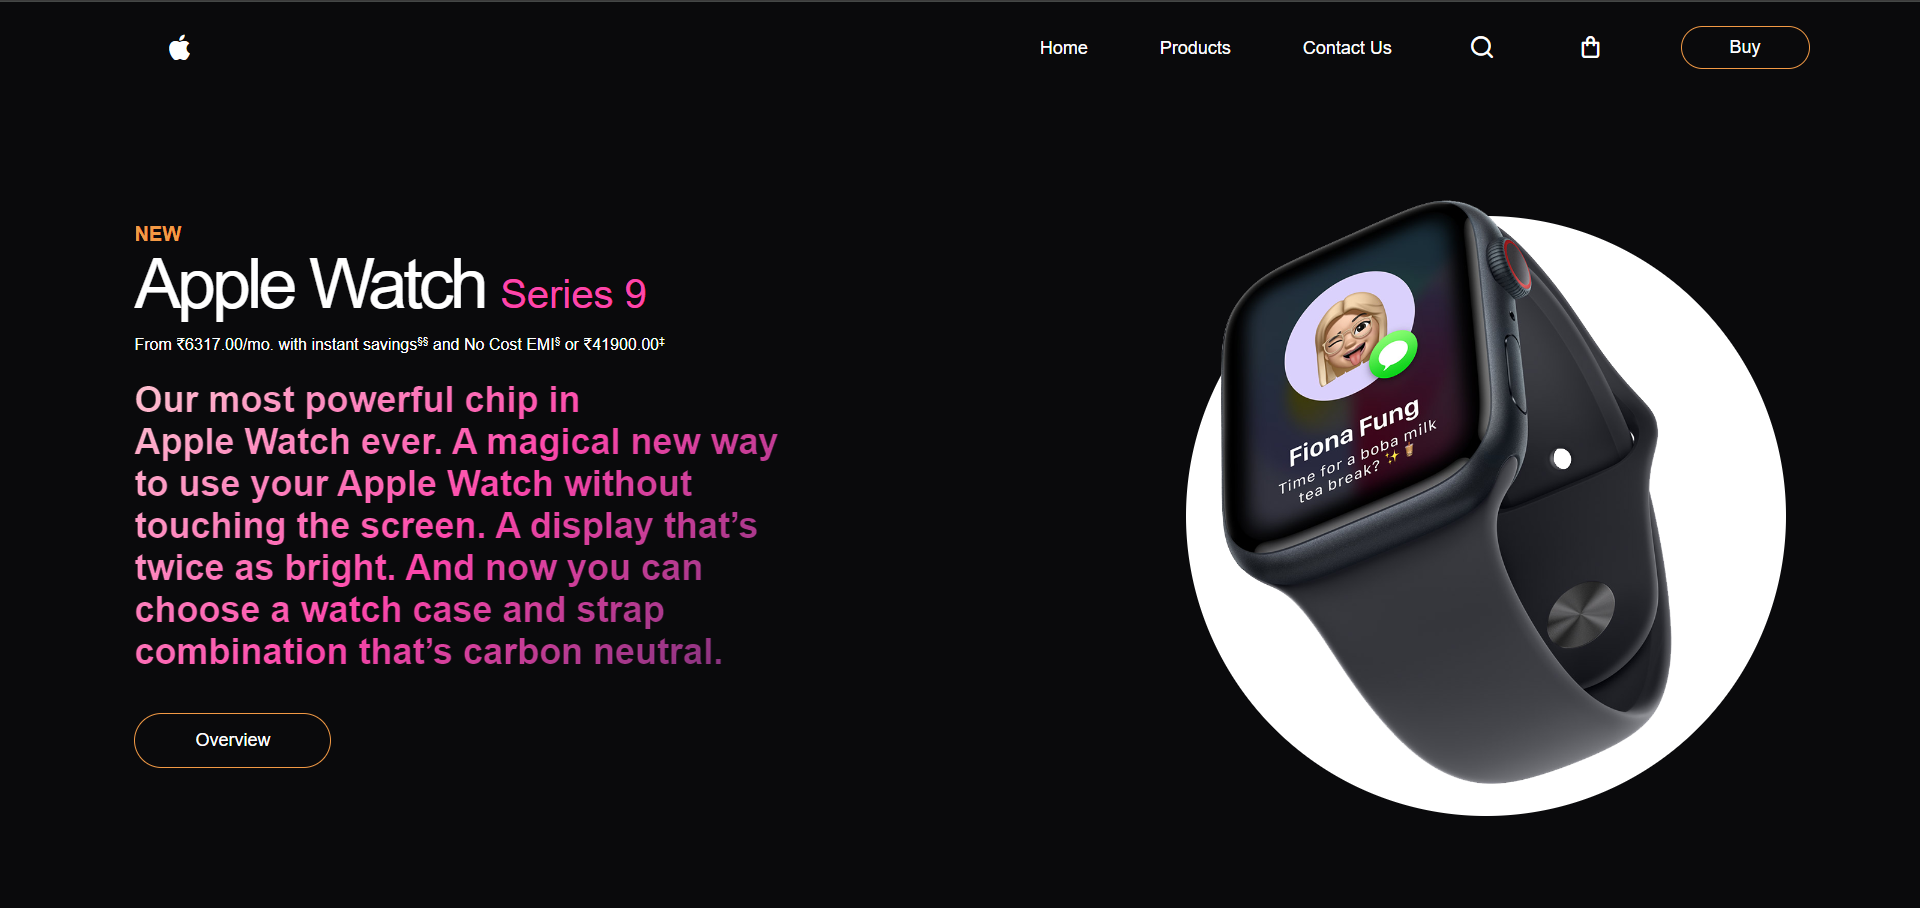 Home Products Contact Us Buy
NEW
Apple Watch Series 9
From ₹6317.00/mo. with instant savings§§ and No Cost EMI§ or ₹41900.00‡
Our most powerful chip in
Apple Watch ever. A magical new way
to use your Apple Watch without
touching the screen. A display that’s
twice as bright. And now you can
choose a watch case and strap
combination that’s carbon neutral.
Overview
Fiona Fung
Time for a boba milk
tea break? ✨🧋